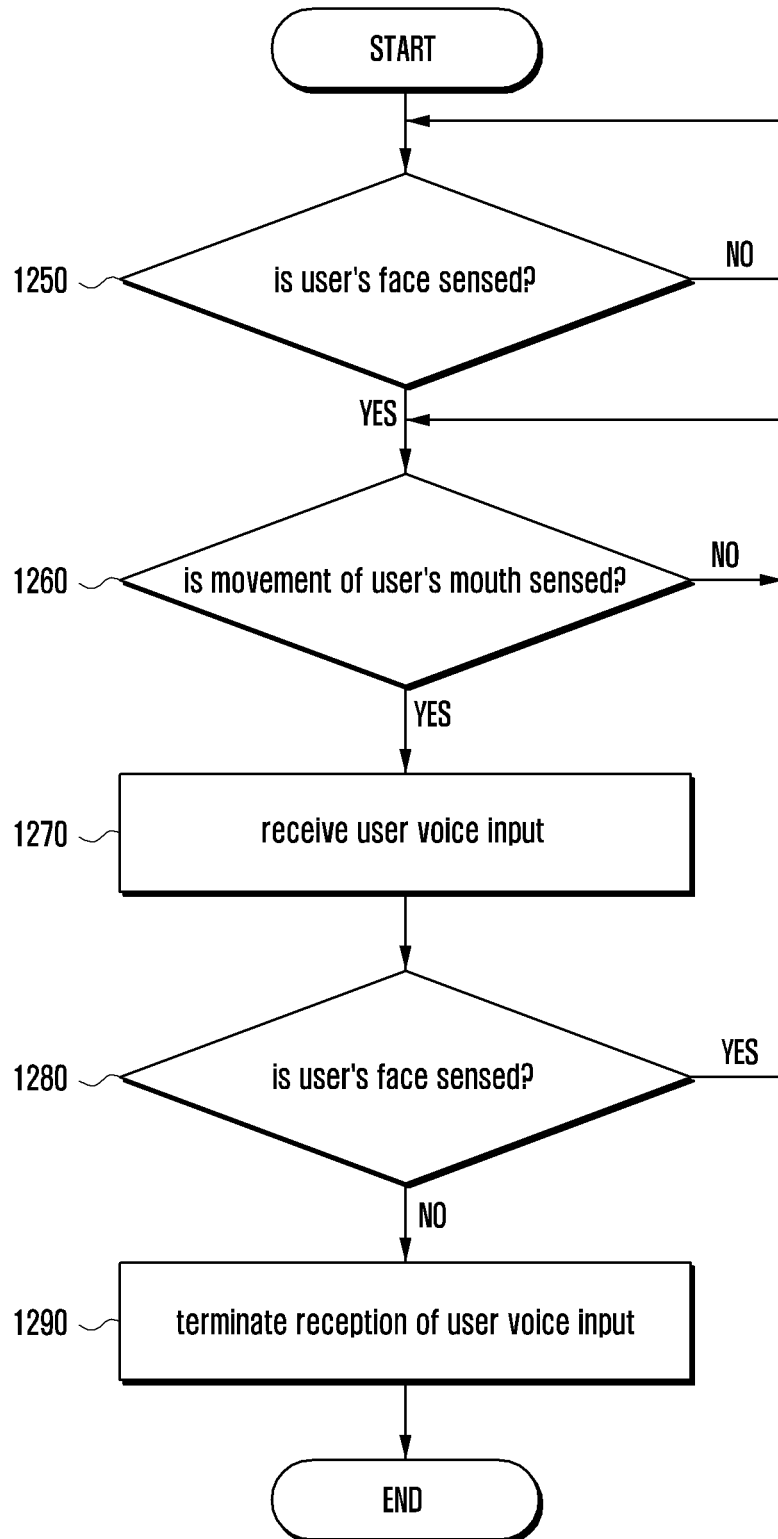 START
1250
is user's face sensed?
NO
YES
1260
is movement of user's mouth sensed?
NO
YES
1270
receive user voice input
1280
is user's face sensed?
YES
NO
1290
terminate reception of user voice input
END